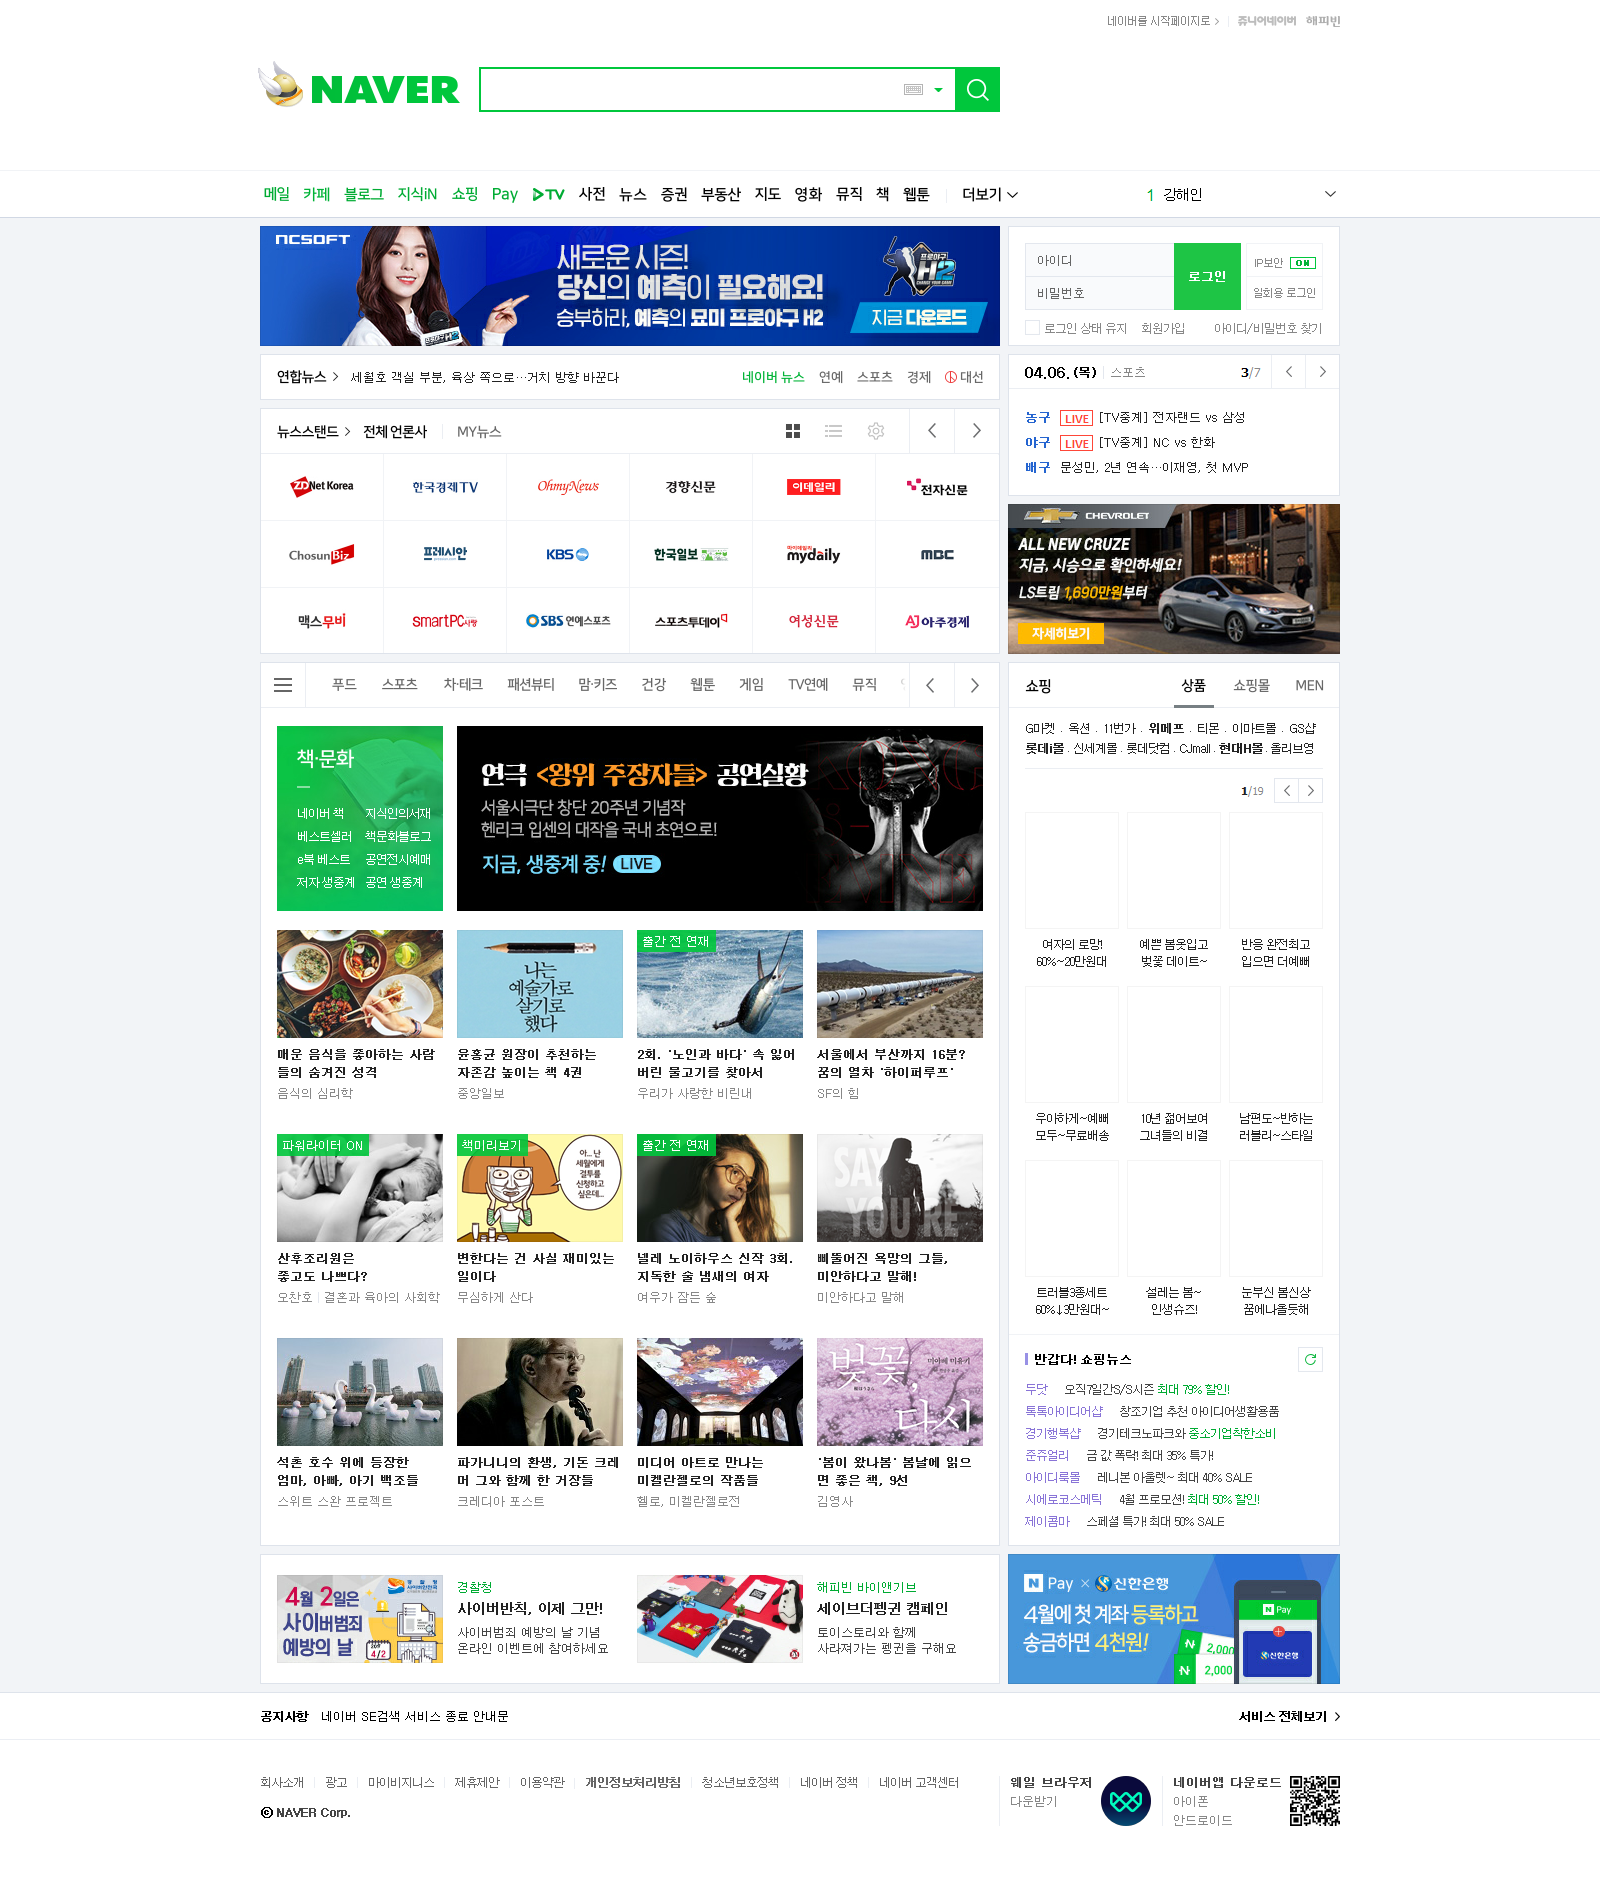 네이버를 시작페이지로
쥬니어네이버 해피빈
NAVER
메일 카페 블로그 지식iN 쇼핑 Pay TV 사전 뉴스 증권 부동산 지도 영화 뮤직 책 웹툰 더보기
1 강해인
NCSOFT
새로운 시즌!
당신의 예측이 필요해요!
승부하라, 예측의 묘미 프로야구 H2
프로야구 H2
지금 다운로드
아이디
비밀번호
로그인
IP보안 ON
일회용 로그인
로그인 상태 유지 회원가입 아이디/비밀번호 찾기
연합뉴스 세월호 객실 부분, 육상 쪽으로…거치 방향 바꾼다
네이버 뉴스 연예 스포츠 경제 대선
04.06.(목) 스포츠 3/7
농구 LIVE [TV중계] 전자랜드 vs 삼성
야구 LIVE [TV중계] NC vs 한화
배구 문성민, 2년 연속…이재영, 첫 MVP
뉴스스탠드 전체 언론사 MY뉴스
ZDNet Korea 한국경제TV OhmyNews 경향신문 이데일리 전자신문
ChosunBiz 프레시안 KBS 한국일보 마이데일리 mydaily MBC
맥스무비 smartPC사랑 SBS 연예스포츠 스포츠투데이 여성신문 AJ아주경제
CHEVROLET
ALL NEW CRUZE
지금, 시승으로 확인하세요!
LS트림 1,690만원부터
자세히보기
푸드 스포츠 차·테크 패션뷰티 맘·키즈 건강 웹툰 게임 TV연예 뮤직
책·문화
네이버 책 지식인의서재
베스트셀러 책문화블로그
e북 베스트 공연전시예매
저자 생중계 공연 생중계
연극 <왕위 주장자들> 공연실황
서울시극단 창단 20주년 기념작
헨리크 입센의 대작을 국내 초연으로!
지금, 생중계 중! LIVE
나는
예술가로
살기로
했다
출간 전 연재
매운 음식을 좋아하는 사람
들의 숨겨진 성격
음식의 심리학
윤홍균 원장이 추천하는
자존감 높이는 책 4권
중앙일보
2회. '노인과 바다' 속 잃어
버린 물고기를 찾아서
우리가 사랑한 비린내
서울에서 부산까지 16분?
꿈의 열차 '하이퍼루프'
SF의 힘
파워라이터 ON
책미리보기
아... 난
세월에게
결투를
신청하고
싶은데...
출간 전 연재
SAY
YOU'RE
산후조리원은
좋고도 나쁘다?
오찬호 결혼과 육아의 사회학
변한다는 건 사실 재미있는
일이다
무심하게 산다
넬레 노이하우스 신작 3회.
지독한 술 냄새의 여자
여우가 잠든 숲
삐뚤어진 욕망의 그들,
미안하다고 말해!
미안하다고 말해
벚꽃,
다시
석촌 호수 위에 등장한
엄마, 아빠, 아기 백조들
스위트 스완 프로젝트
파가니니의 환생, 기돈 크레
머 그와 함께 한 거장들
크레디아 포스트
미디어 아트로 만나는
미켈란젤로의 작품들
헬로, 미켈란젤로전
'봄이 왔나봄' 봄날에 읽으
면 좋은 책, 9선
김영사
쇼핑 상품 쇼핑몰 MEN
G마켓 . 옥션 . 11번가 . 위메프 . 티몬 . 이마트몰 . GS샵
롯데i몰 . 신세계몰 . 롯데닷컴 . CJmall . 현대H몰 . 올리브영
1/19
여자의 로망! 예쁜 봄옷입고 반응 완전최고
60%~20만원대 벚꽃 데이트~ 입으면 더예뻐
우아하게~예뻐 10년 젊어보여 남편도~반하는
모두~무료배송 그녀들의 비결 러블리~스타일
트러블3종세트 설레는 봄~ 눈부신 봄신상
60%↓3만원대~ 인생슈즈! 꿈에나올듯해
반갑다! 쇼핑뉴스
두닷 오직7일간S/S시즌 최대 79% 할인!
톡톡아이디어샵 창조기업 추천 아이디어생활용품
경기행복샵 경기테크노파크와 중소기업착한소비
준쥬얼리 금 값 폭락! 최대 35% 특가!
아이디룩몰 레니본 아울렛~ 최대 40% SALE
시에로코스메틱 4월 프로모션! 최대 50% 할인!
제이콤마 스페셜 특가! 최대 50% SALE
4월 2일은
사이버범죄
예방의 날
4/2
경찰청
사이버반칙, 이제 그만!
사이버범죄 예방의 날 기념
온라인 이벤트에 참여하세요
해피빈 바이앤기브
세이브더펭귄 캠페인
토이스토리와 함께
사라져가는 펭귄을 구해요
N Pay × 신한은행
4월에 첫 계좌 등록하고
송금하면 4천원!
N Pay
신한은행
2,000
2,000
공지사항 네이버 SE검색 서비스 종료 안내문
서비스 전체보기
회사소개 광고 마이비지니스 제휴제안 이용약관 개인정보처리방침 청소년보호정책 네이버 정책 네이버 고객센터
ⓒ NAVER Corp.
웨일 브라우저
다운받기
네이버앱 다운로드
아이폰
안드로이드